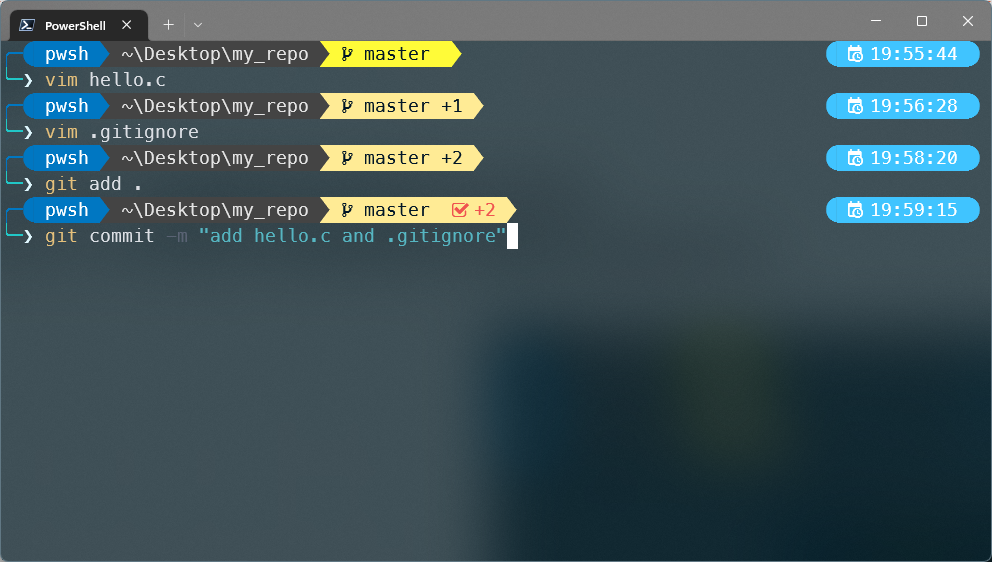 PowerShell
pwsh ~\Desktop\my_repo master 19:55:44
❯ vim hello.c
pwsh ~\Desktop\my_repo master +1 19:56:28
❯ vim .gitignore
pwsh ~\Desktop\my_repo master +2 19:58:20
❯ git add .
pwsh ~\Desktop\my_repo master +2 19:59:15
❯ git commit -m "add hello.c and .gitignore"